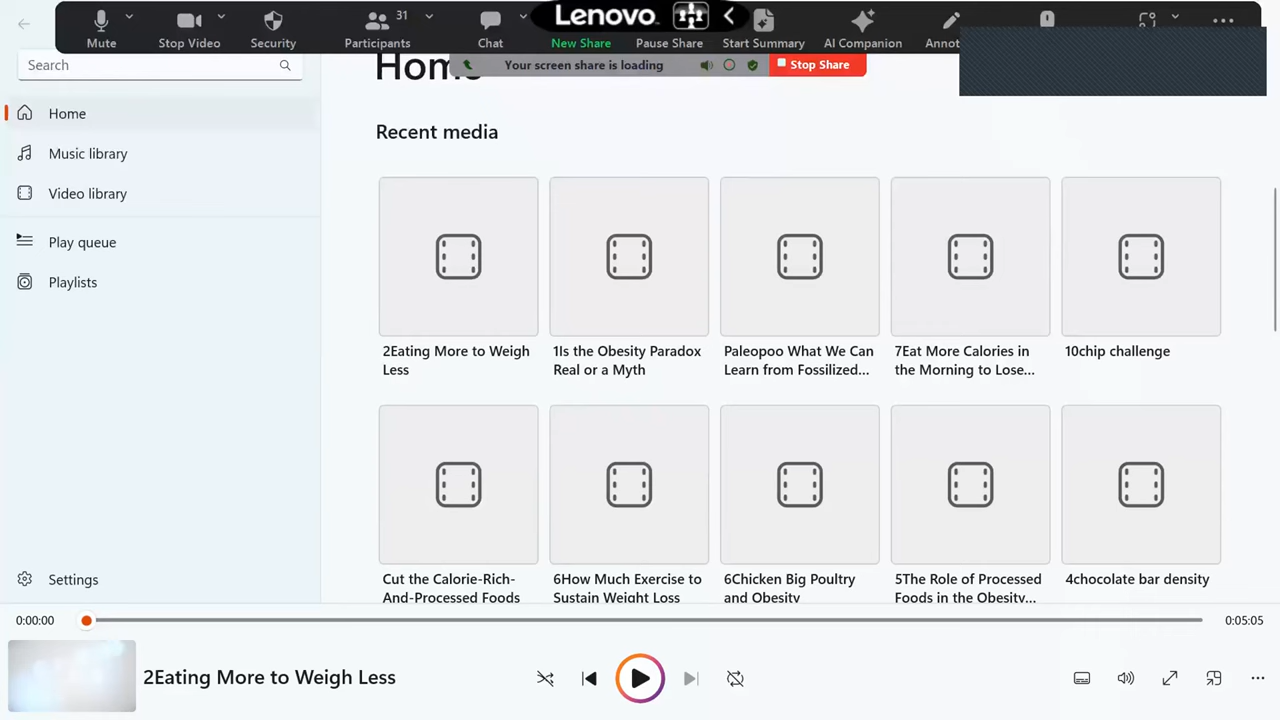 Lenovo
31
Mute
Stop Video
Security
Participants
Chat
New Share
Pause Share
Start Summary
AI Companion
Annot
Your screen share is loading
Stop Share
Search
Home
Music library
Video library
Play queue
Playlists
Settings
Home
Recent media
2Eating More to Weigh
Less
1Is the Obesity Paradox
Real or a Myth
Paleopoo What We Can
Learn from Fossilized...
7Eat More Calories in
the Morning to Lose...
10chip challenge
Cut the Calorie-Rich-
And-Processed Foods
6How Much Exercise to
Sustain Weight Loss
6Chicken Big Poultry
and Obesity
5The Role of Processed
Foods in the Obesity...
4chocolate bar density
0:00:00
0:05:05
2Eating More to Weigh Less